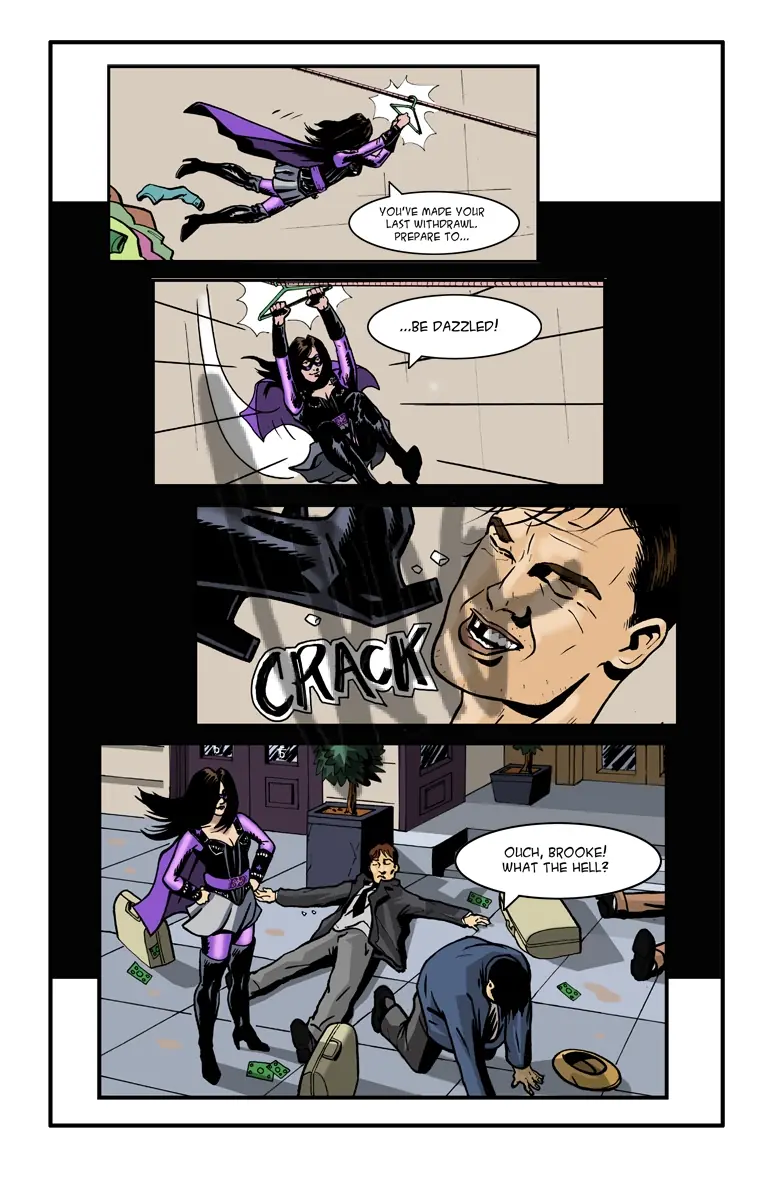 YOU'VE MADE YOUR
LAST WITHDRAWL.
PREPARE TO...
...BE DAZZLED!
CRACK
OUCH, BROOKE!
WHAT THE HELL?